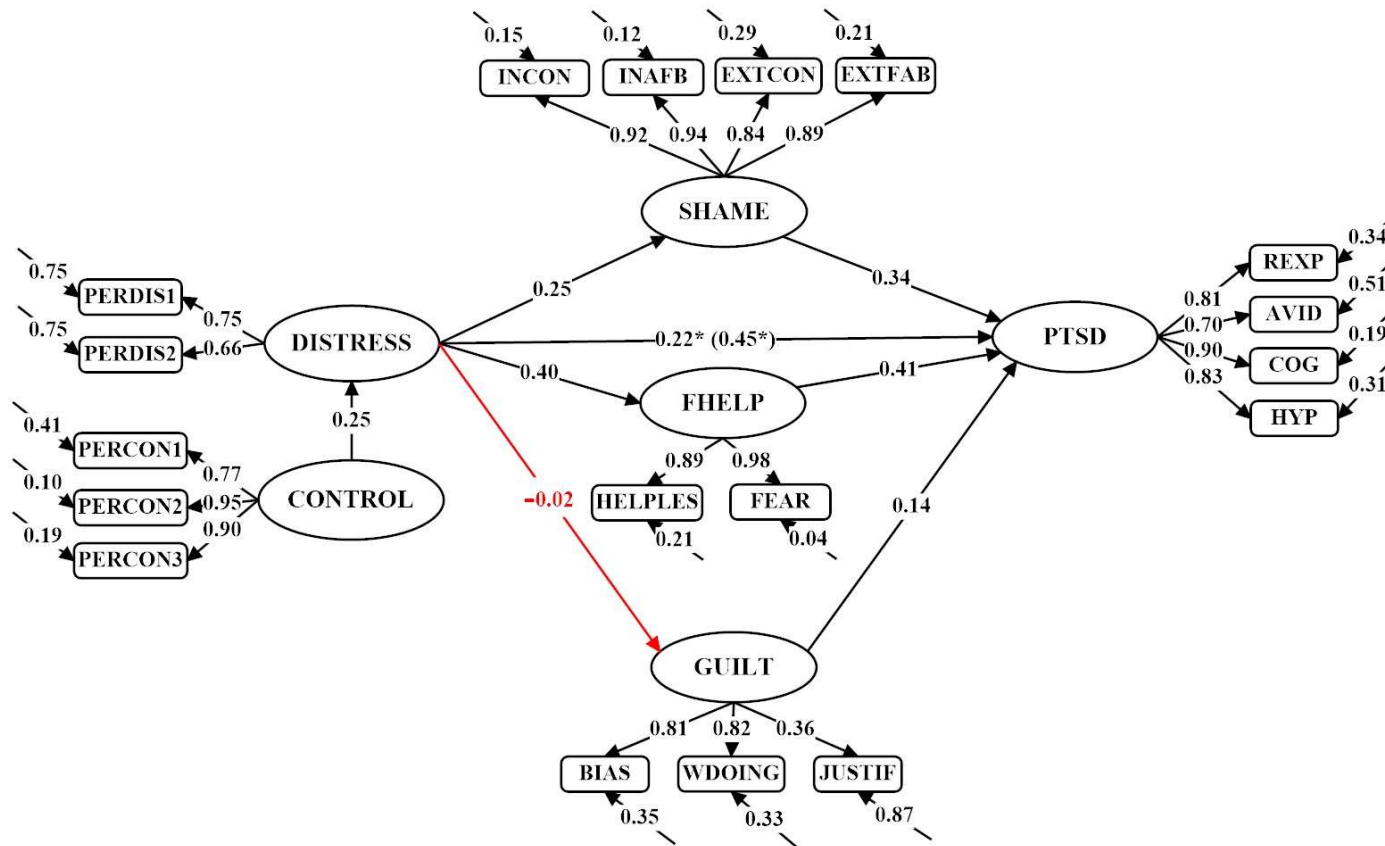 0.15 0.12 0.29 0.21
INCON INAFB EXTCON EXTFAB
0.92 0.94 0.84 0.89
SHAME
0.34
REXP
0.75
PERDIS1
0.25
0.34
0.81
0.51
AVID
0.75
0.75
PERDIS2
0.66
DISTRESS
0.22* (0.45*)
PTSD
0.70
0.19
COG
0.90
0.40
0.41
FHELP
0.83
0.31
HYP
0.25
0.41
PERCON1
0.77
0.89 0.98
0.10
PERCON2
0.95
CONTROL
−0.02
HELPLES FEAR
0.14
0.19
0.90
PERCON3
0.21 0.04
GUILT
0.81 0.82 0.36
BIAS WDOING JUSTIF
0.35 0.33 0.87